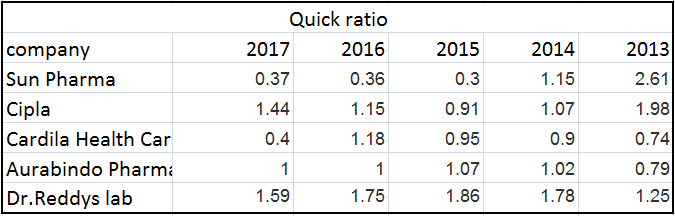 Quick ratio
company 2017 2016 2015 2014 2013
Sun Pharma 0.37 0.36 0.3 1.15 2.61
Cipla 1.44 1.15 0.91 1.07 1.98
Cardila Health Car 0.4 1.18 0.95 0.9 0.74
Aurabindo Pharma 1 1 1.07 1.02 0.79
Dr.Reddys lab 1.59 1.75 1.86 1.78 1.25